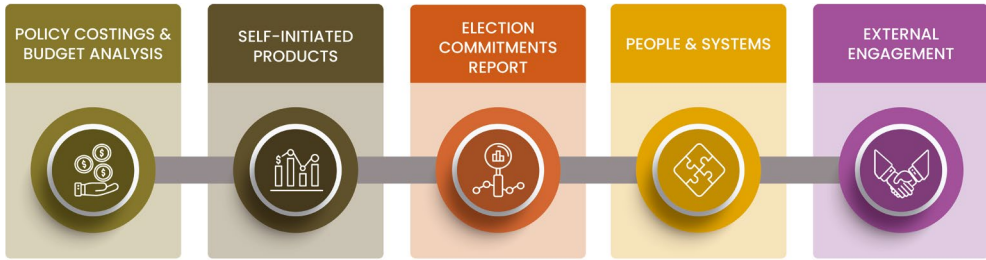 POLICY COSTINGS &
BUDGET ANALYSIS
SELF-INITIATED
PRODUCTS
ELECTION
COMMITMENTS
REPORT
PEOPLE & SYSTEMS
EXTERNAL
ENGAGEMENT
$
$
$
$